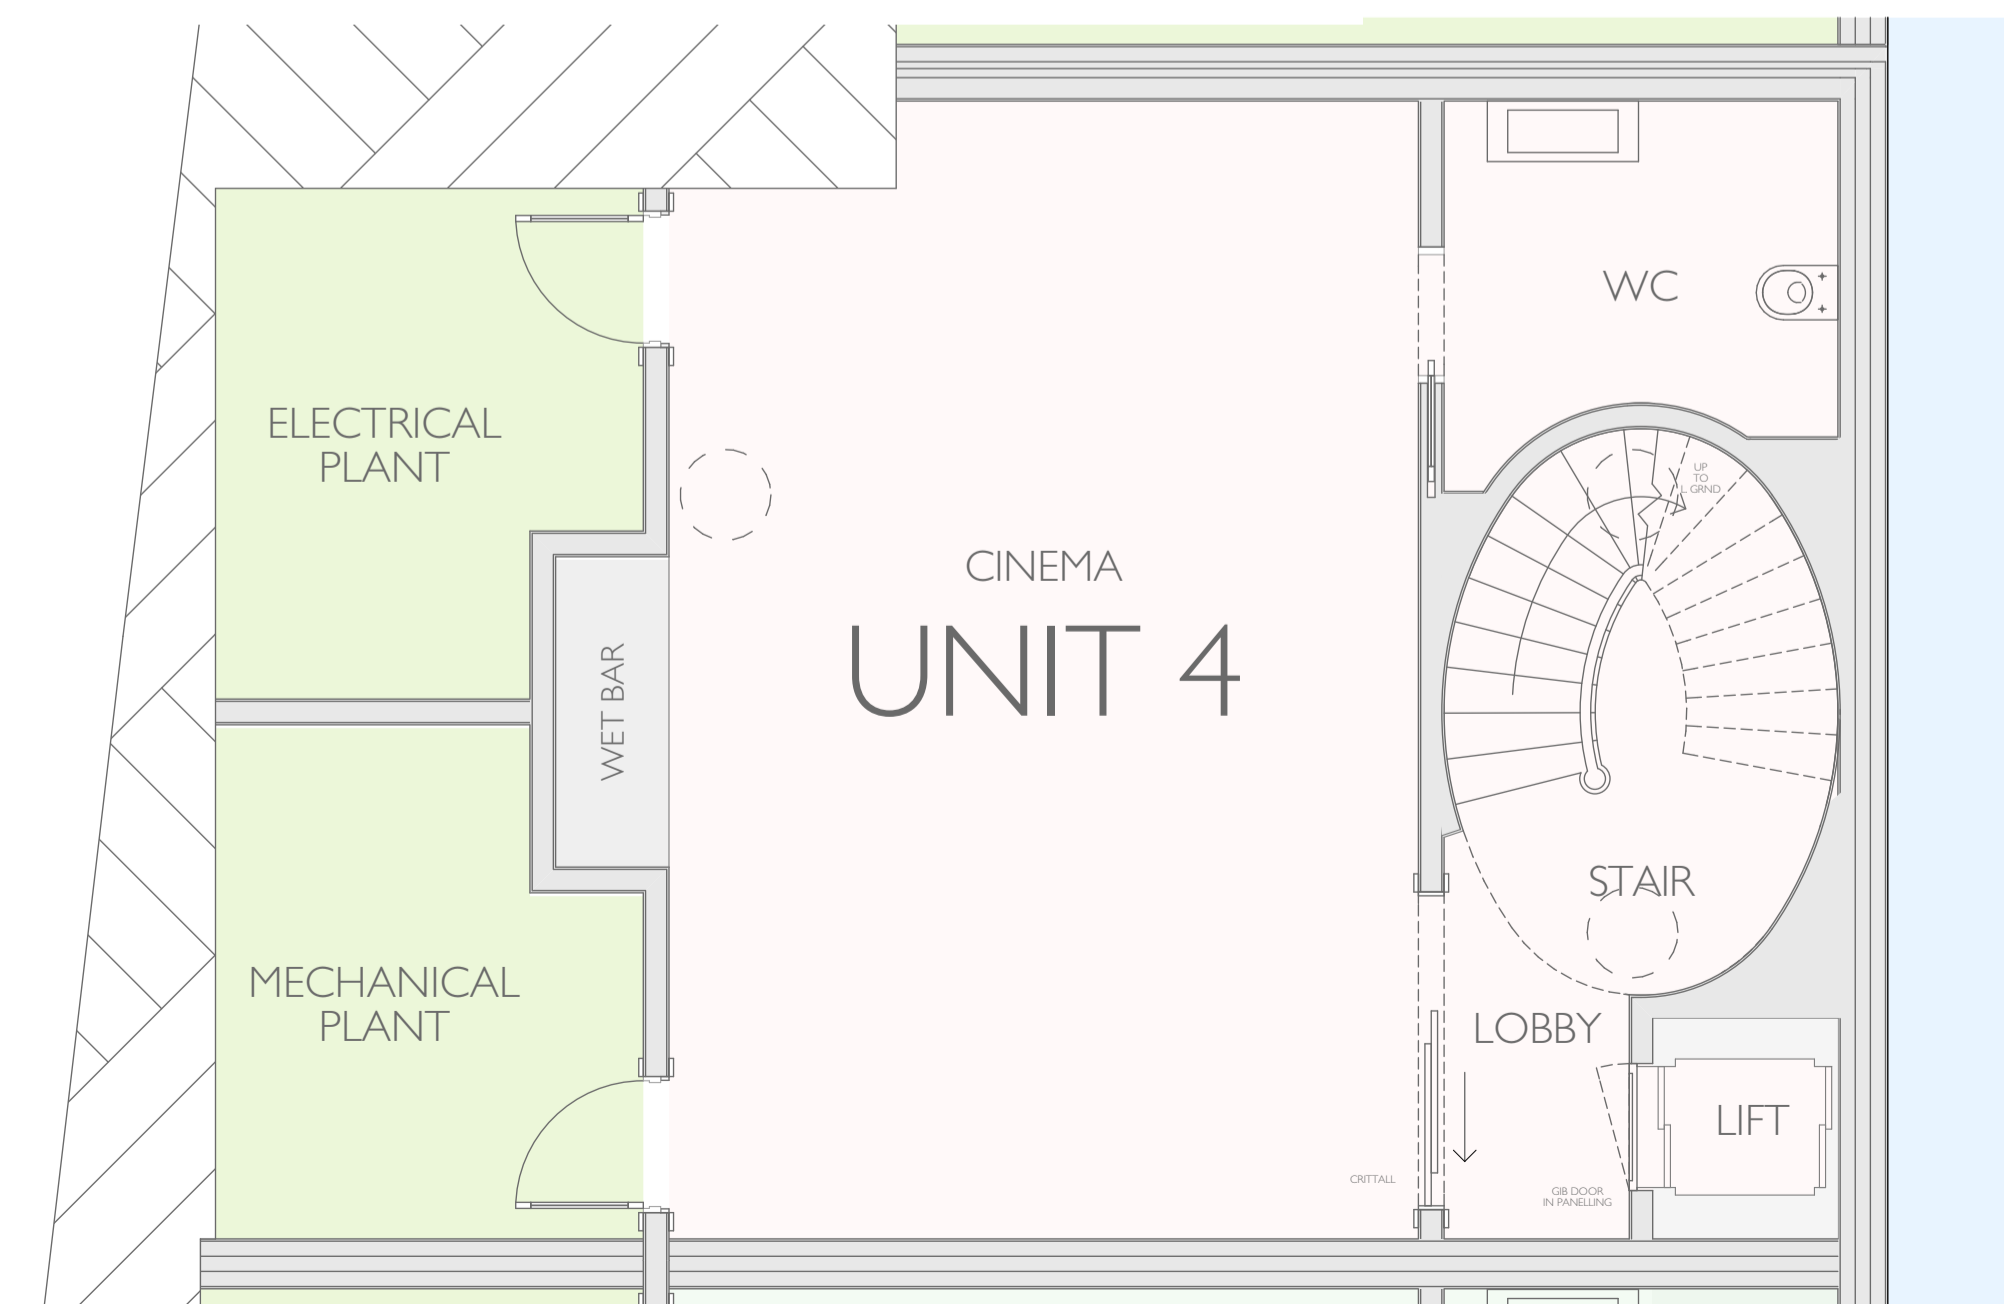 WC
ELECTRICAL
PLANT
UP
TO
L GRND
CINEMA
UNIT 4
WET BAR
STAIR
MECHANICAL
PLANT
LOBBY
LIFT
CRITTALL
GIB DOOR
IN PANELLING